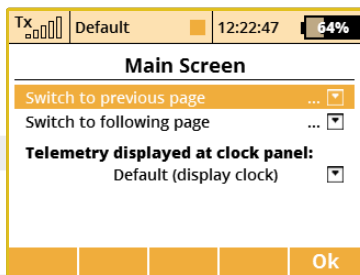 Tx Default 12:22:47 64%
Main Screen
Switch to previous page ...
Switch to following page ...
Telemetry displayed at clock panel:
Default (display clock)
Ok